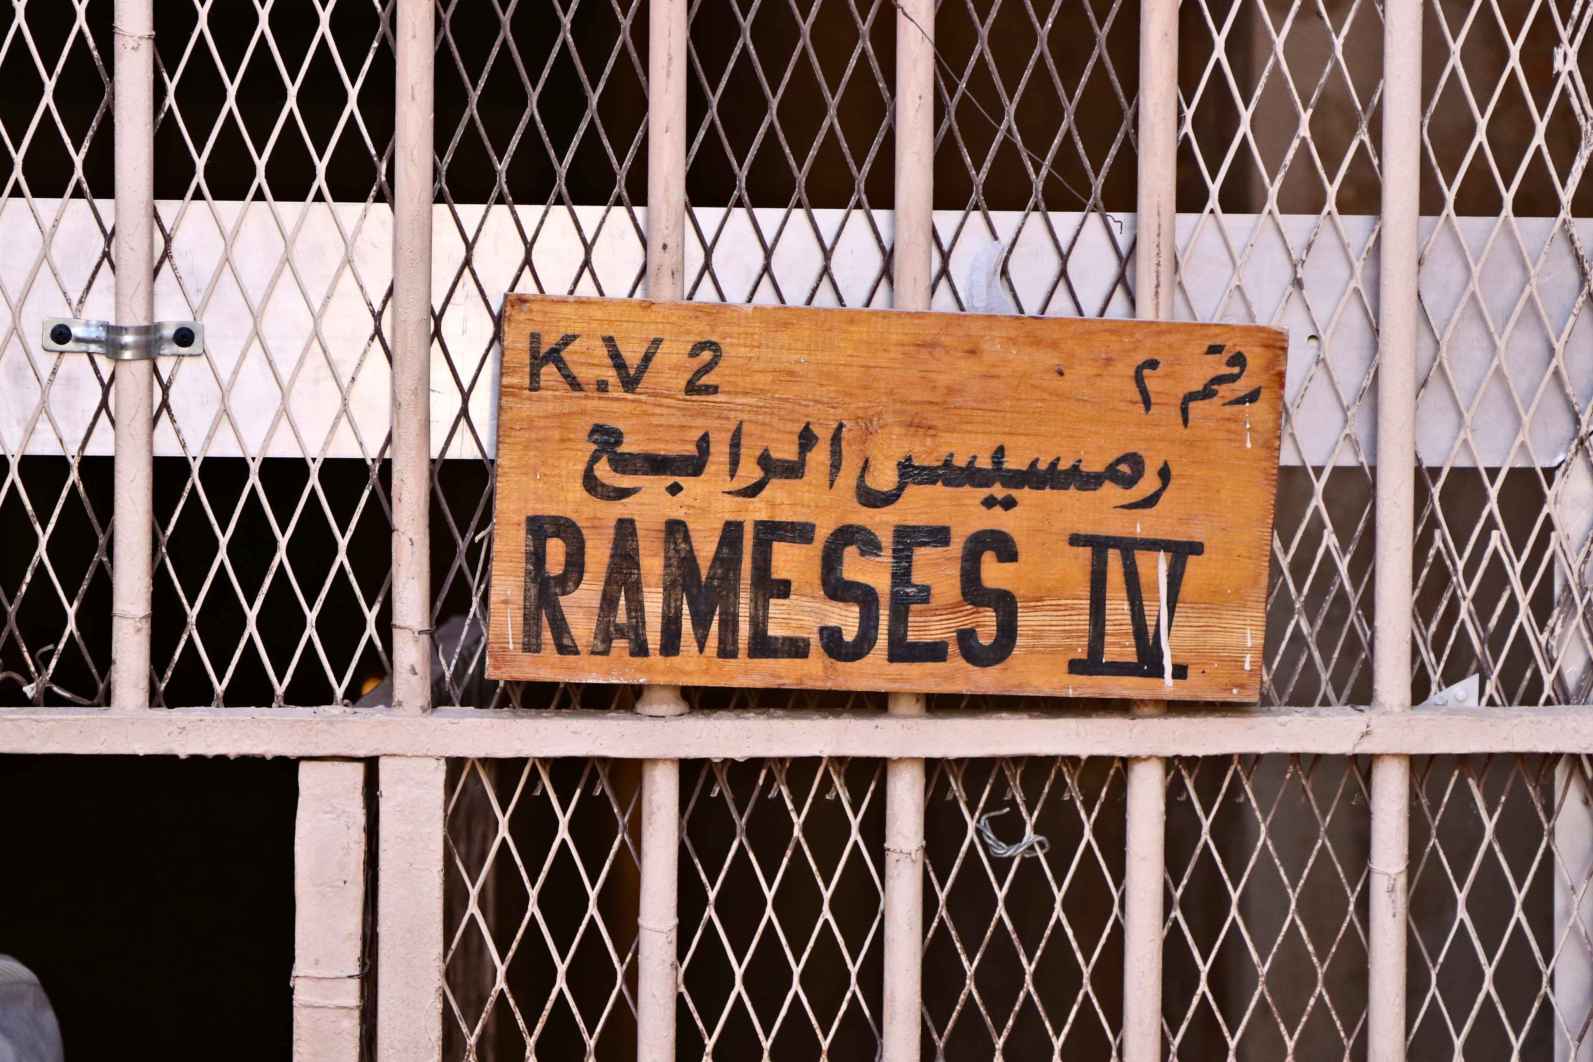 K.V 2 رقم ٢
رمسيس الرابع
RAMESES IV